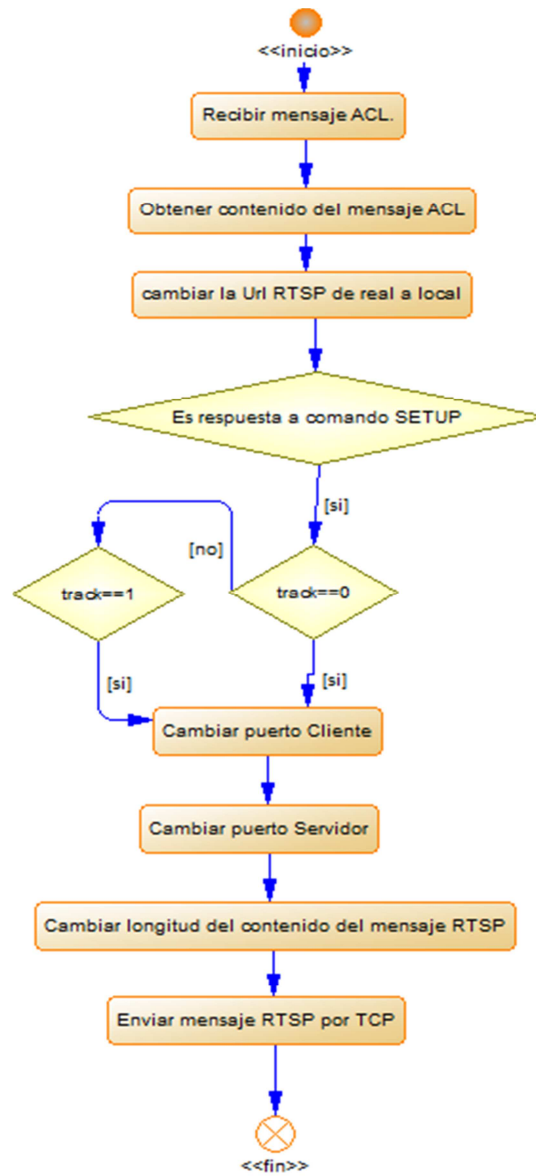 <<inicio>>
Recibir mensaje ACL.
Obtener contenido del mensaje ACL
cambiar la Url RTSP de real a local
Es respuesta a comando SETUP
[si]
[no]
track==1
track==0
[si]
[si]
Cambiar puerto Cliente
Cambiar puerto Servidor
Cambiar longitud del contenido del mensaje RTSP
Enviar mensaje RTSP por TCP
<<fin>>